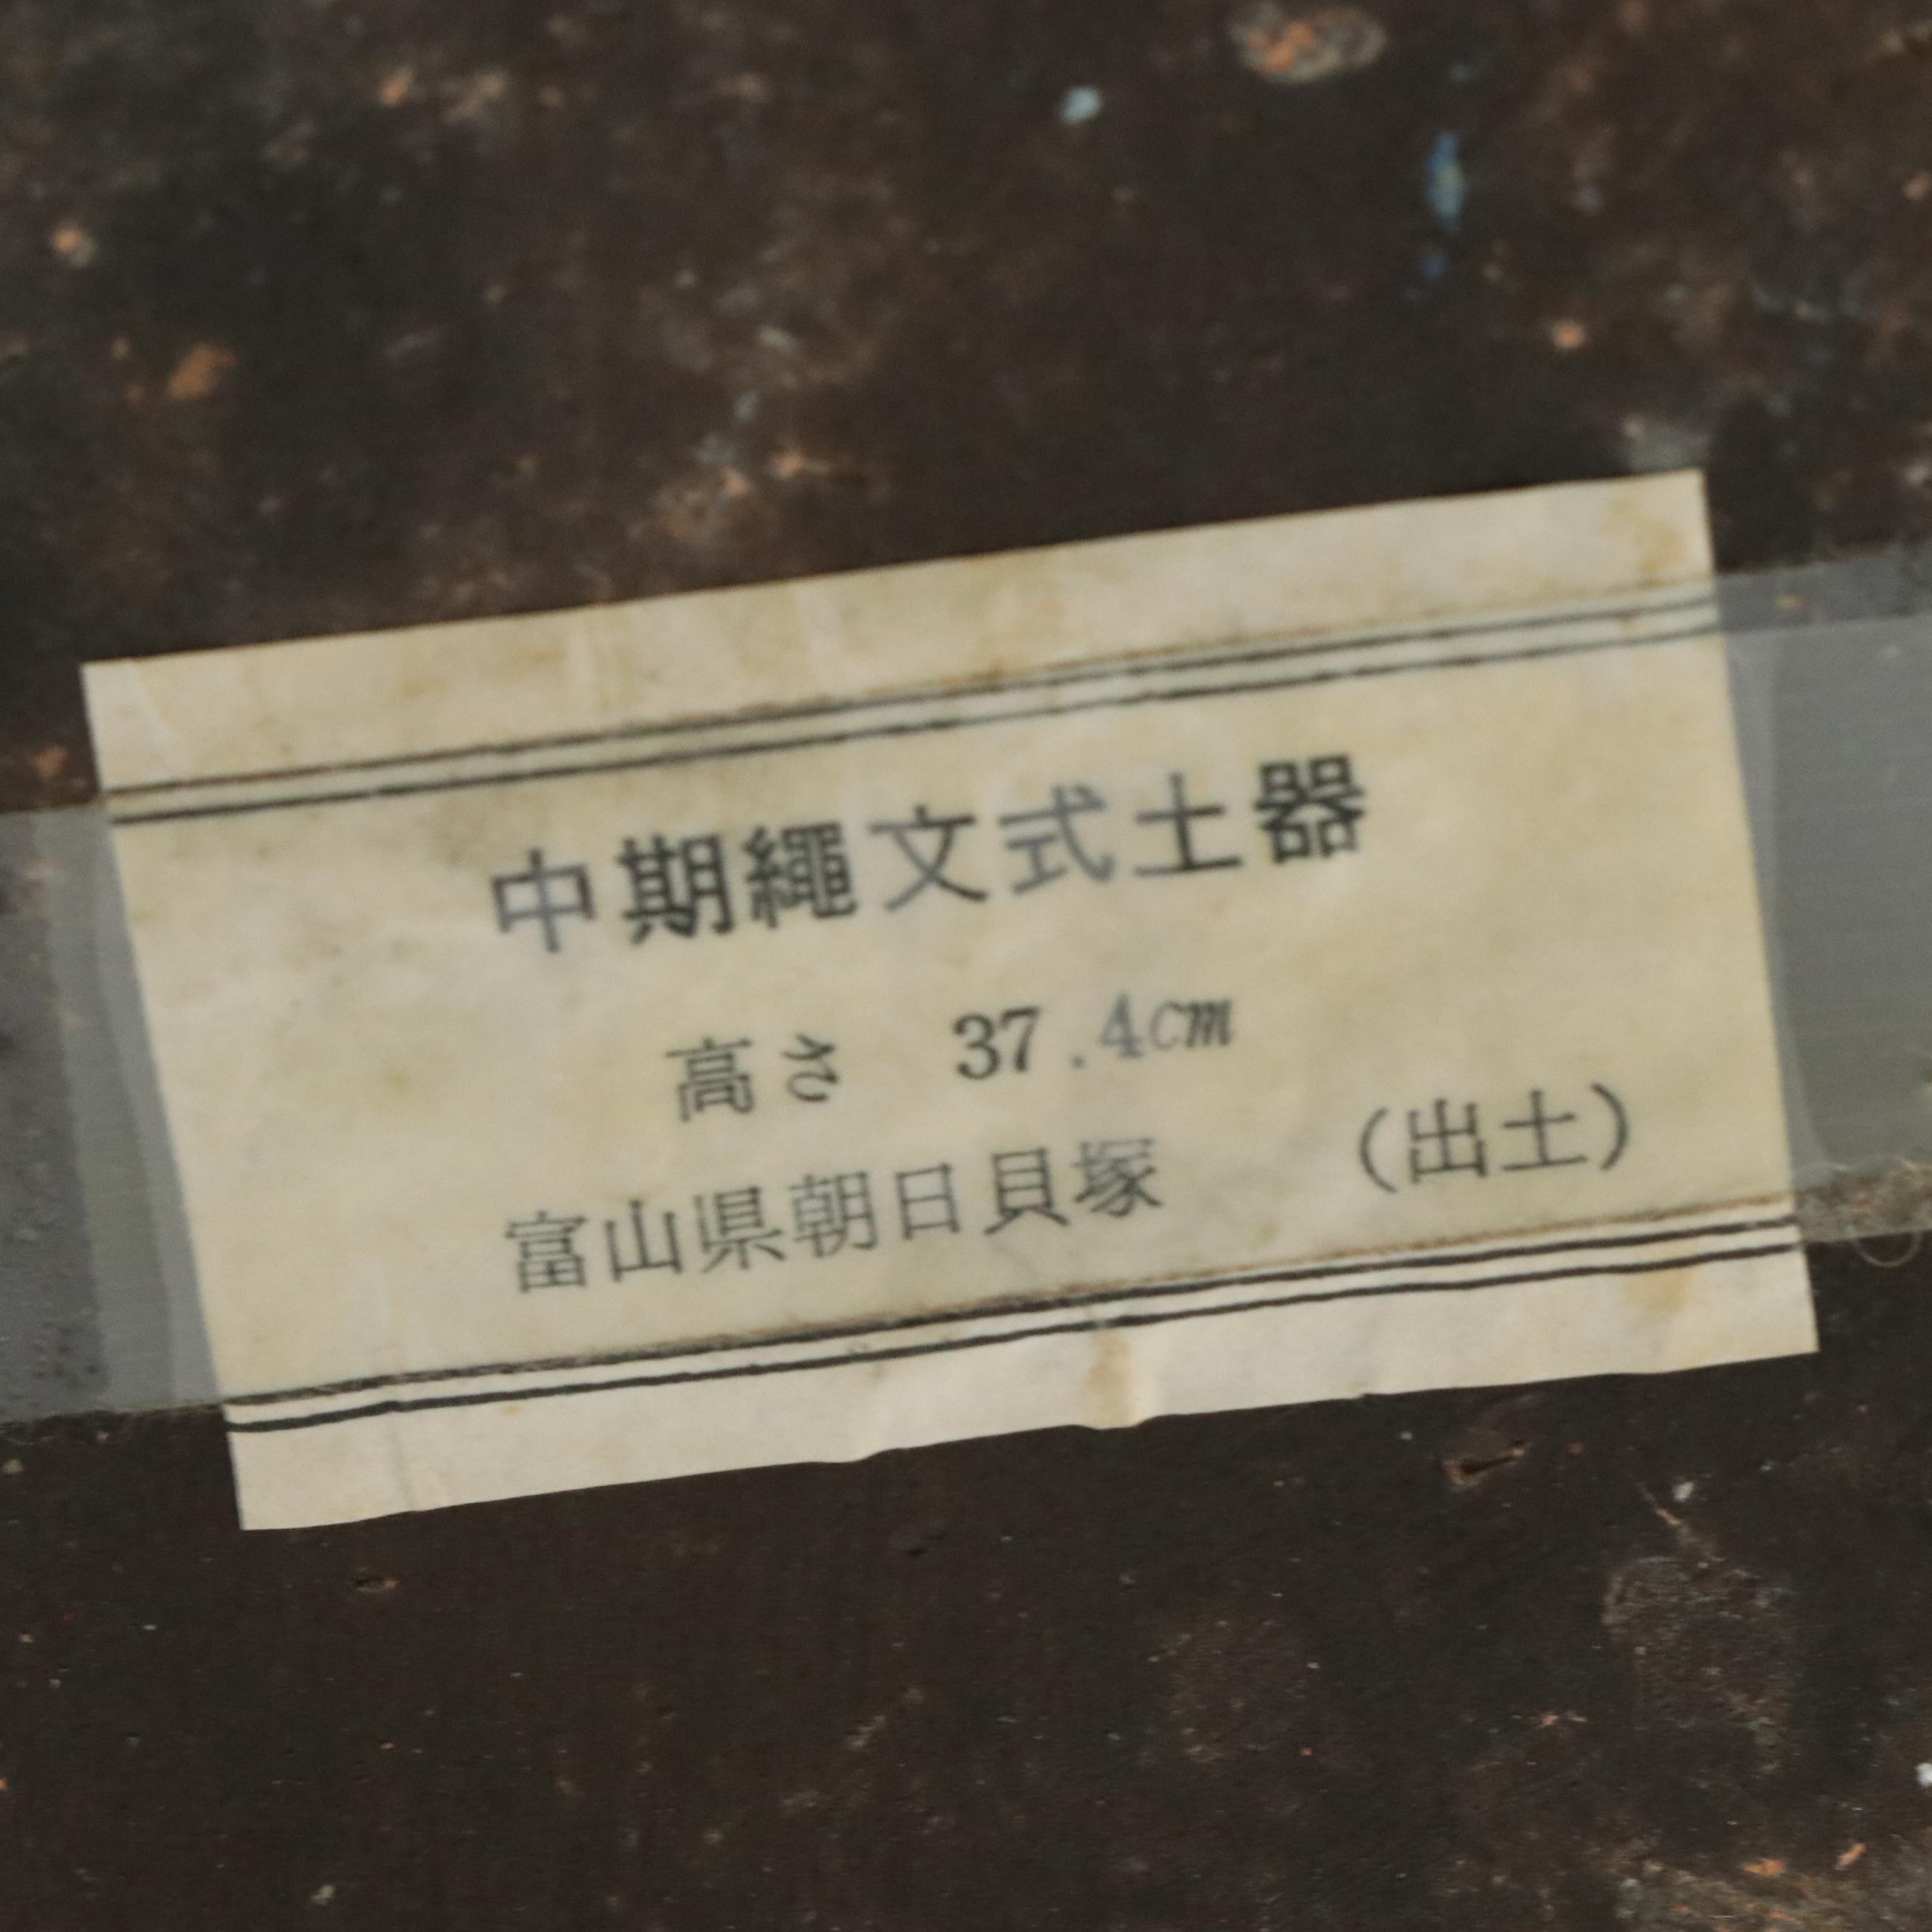 中期繩文式土器
高さ 37.4cm
富山県朝日貝塚 (出土)